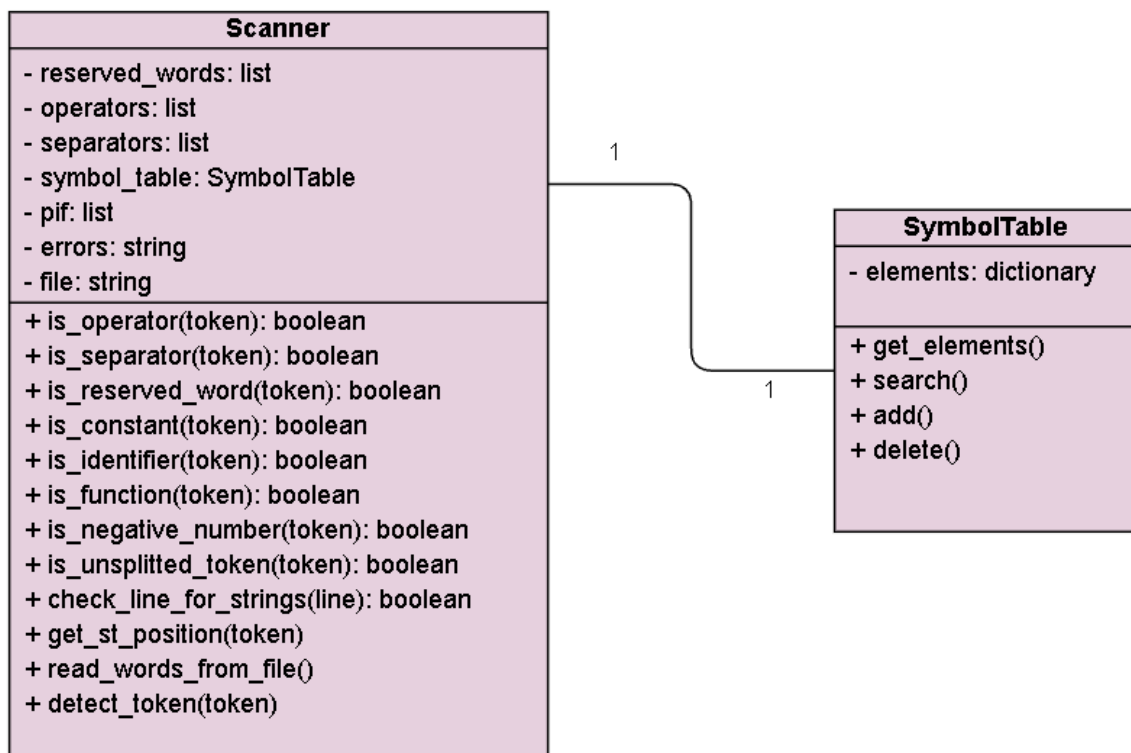 Scanner
- reserved_words: list
- operators: list
- separators: list
- symbol_table: SymbolTable
- pif: list
- errors: string
- file: string
+ is_operator(token): boolean
+ is_separator(token): boolean
+ is_reserved_word(token): boolean
+ is_constant(token): boolean
+ is_identifier(token): boolean
+ is_function(token): boolean
+ is_negative_number(token): boolean
+ is_unsplitted_token(token): boolean
+ check_line_for_strings(line): boolean
+ get_st_position(token)
+ read_words_from_file()
+ detect_token(token)
1
1
SymbolTable
- elements: dictionary
+ get_elements()
+ search()
+ add()
+ delete()